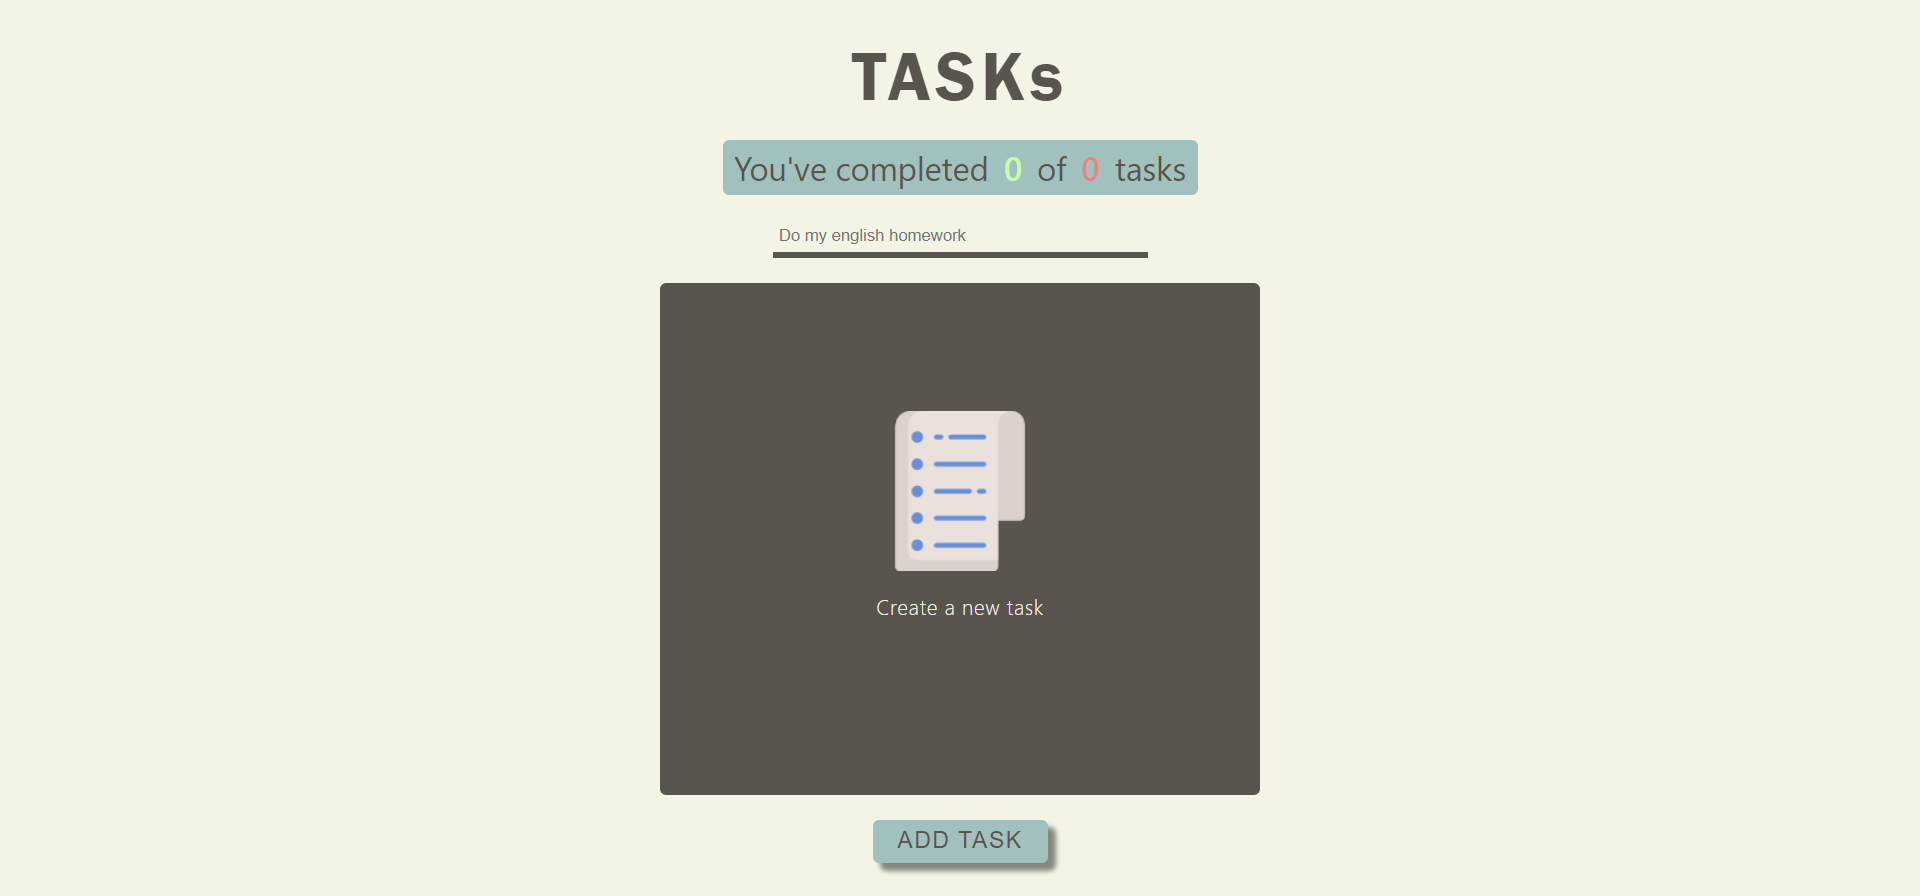 TASKs
You've completed 0 of 0 tasks
Do my english homework
Create a new task
ADD TASK